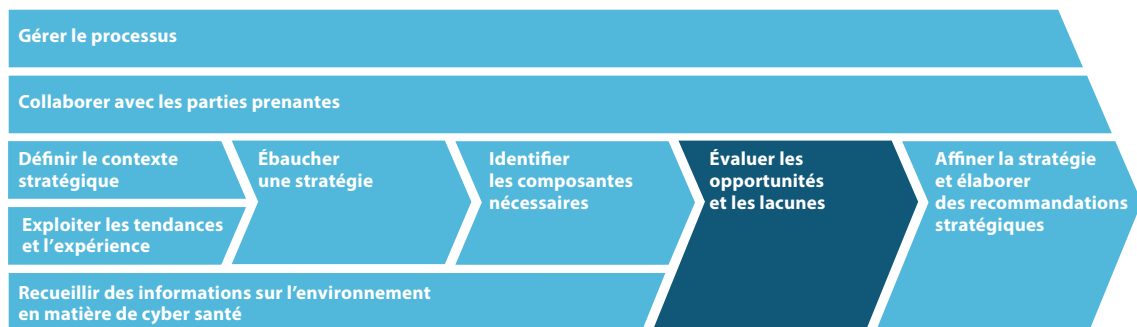 Gérer le processus
Collaborer avec les parties prenantes
Définir le contexte
stratégique
Exploiter les tendances
et l’expérience
Ébaucher
une stratégie
Identifier
les composantes
nécessaires
Évaluer les
opportunités
et les lacunes
Affiner la stratégie
et élaborer
des recommandations
stratégiques
Recueillir des informations sur l’environnement
en matière de cyber santé